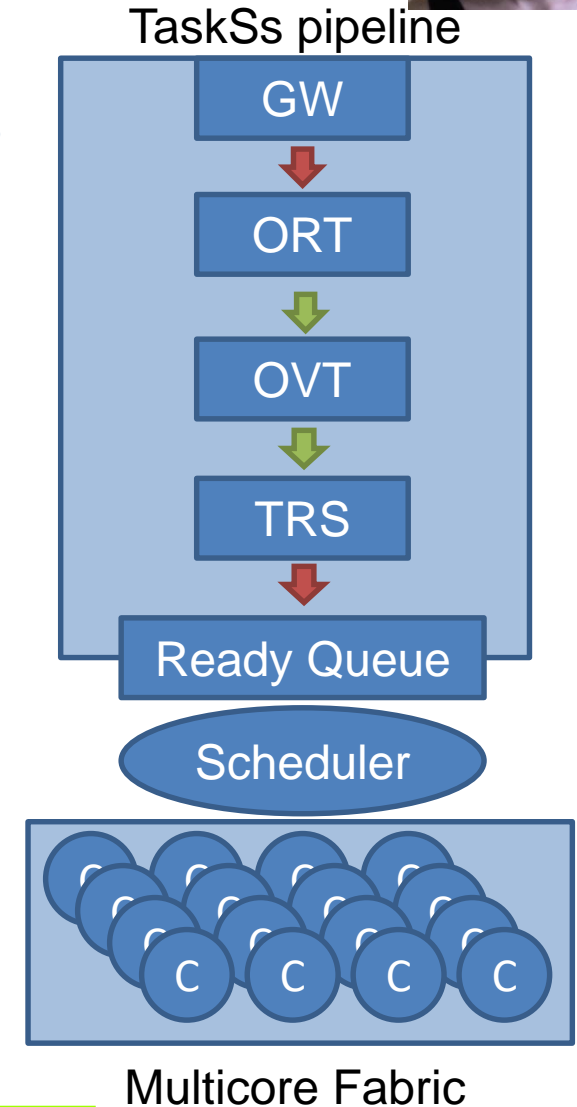 TaskSs pipeline
GW
ORT
OVT
TRS
Ready Queue
Scheduler
C C C C
Multicore Fabric